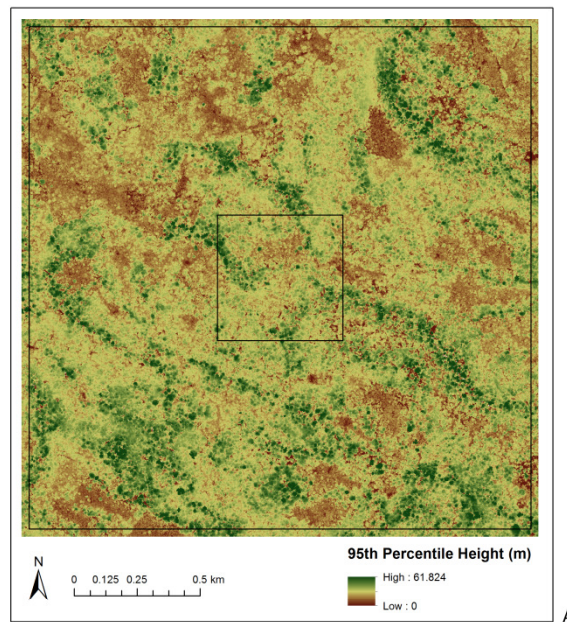 95th Percentile Height (m)
N
0 0.125 0.25 0.5 km
High : 61.824
Low : 0
A